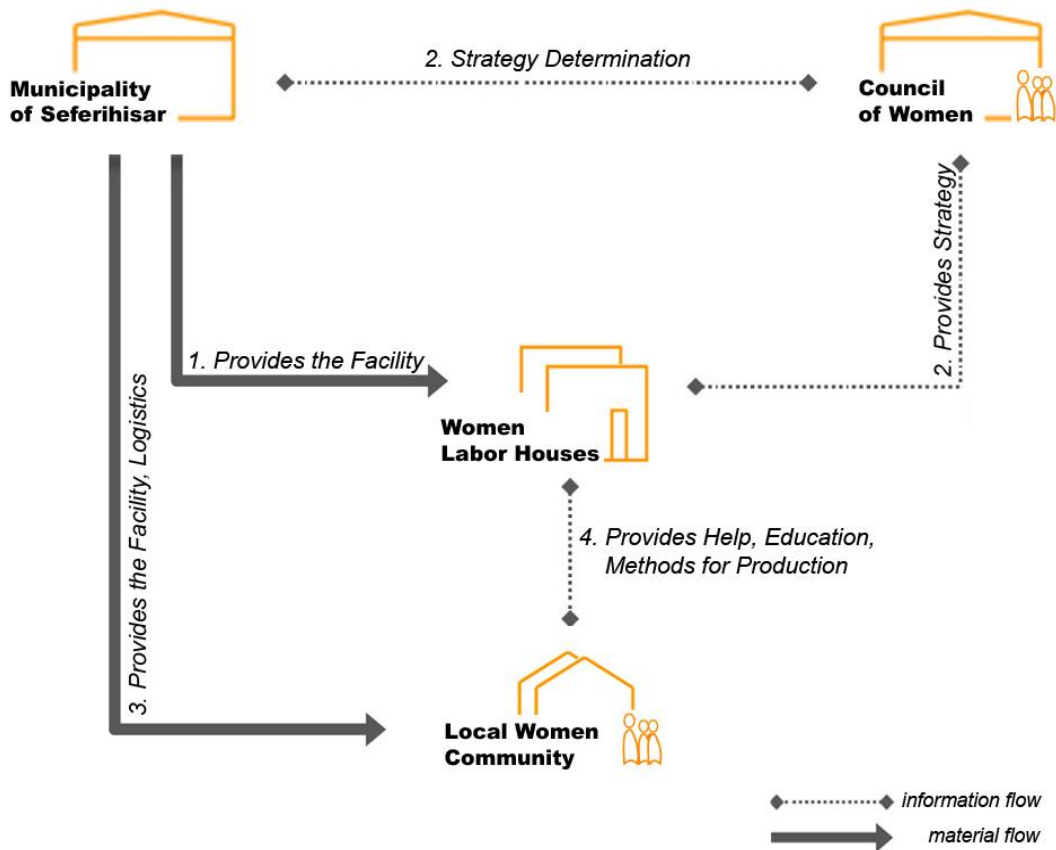 2. Strategy Determination
Municipality
of Seferihisar
Council
of Women
2. Provides Strategy
1. Provides the Facility
Women
Labor Houses
3. Provides the Facility, Logistics
4. Provides Help, Education,
Methods for Production
Local Women
Community
information flow
material flow